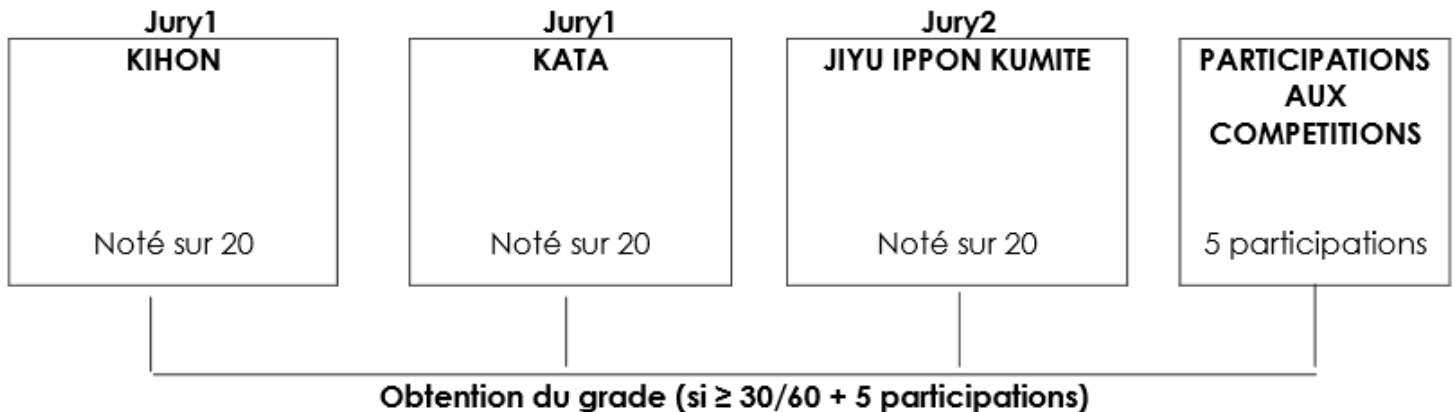 Jury1
KIHON
Noté sur 20
Jury1
KATA
Noté sur 20
Jury2
JIYU IPPON KUMITE
Noté sur 20
PARTICIPATIONS
AUX
COMPETITIONS
5 participations
Obtention du grade (si ≥ 30/60 + 5 participations)